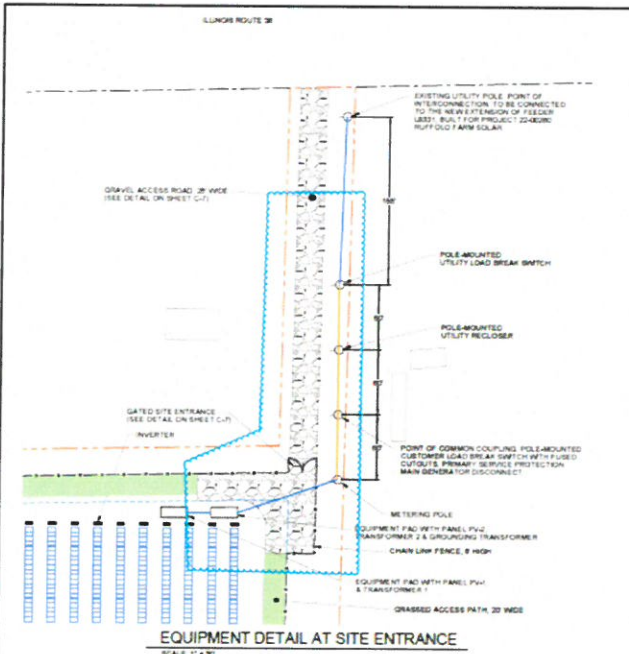 ILLINOIS ROUTE 38
EXISTING UTILITY POLE. POINT OF
INTERCONNECTION. TO BE CONNECTED
TO THE NEW EXTENSION OF FEEDER
BUILT FOR PROJECT 22-00280
RUFFOLO FARM SOLAR.
GRAVEL ACCESS ROAD,
WIDE
(SEE DETAIL ON SHEET C-7)
POLE-MOUNTED
UTILITY LOAD BREAK SWITCH
POLE-MOUNTED
UTILITY RECLOSER
GATED SITE ENTRANCE
(SEE DETAIL ON SHEET C-7)
INVERTER
POINT OF COMMON COUPLING. POLE-MOUNTED
CUSTOMER LOAD BREAK SWITCH WITH FUSED
CUTOUTS. PRIMARY SERVICE PROTECTION
MAIN GENERATOR DISCONNECT.
METERING POLE
EQUIPMENT PAD WITH PANEL PV-2,
TRANSFORMER 2 & GROUNDING TRANSFORMER
CHAIN LINK FENCE, HIGH
EQUIPMENT PAD WITH PANEL PV-1
& TRANSFORMER 1
GRASSED ACCESS PATH, 20' WIDE
EQUIPMENT DETAIL AT SITE ENTRANCE